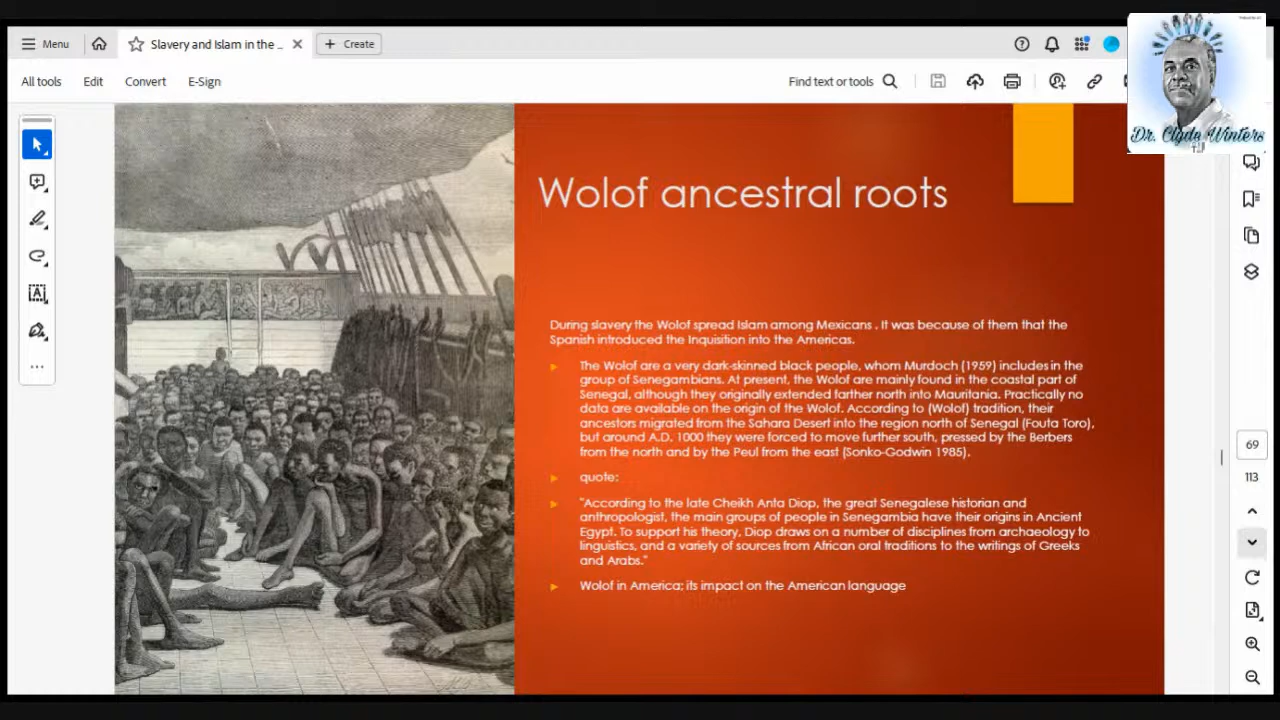 Menu
Slavery and Islam in the ...
Create
All tools
Edit
Convert
E-Sign
Find text or tools
Dr. Clyde Winters
Wolof ancestral roots
During slavery the Wolof spread Islam among Mexicans . It was because of them that the
Spanish introduced the Inquisition into the Americas.
The Wolof are a very dark-skinned black people, whom Murdoch (1959) includes in the
group of Senegambians. At present, the Wolof are mainly found in the coastal part of
Senegal, although they originally extended farther north into Mauritania. Practically no
data are available on the origin of the Wolof. According to (Wolof) tradition, their
ancestors migrated from the Sahara Desert into the region north of Senegal (Fouta Toro),
but around A.D. 1000 they were forced to move further south, pressed by the Berbers
from the north and by the Peul from the east (Sonko-Godwin 1985).
quote:
"According to the late Cheikh Anta Diop, the great Senegalese historian and
anthropologist, the main groups of people in Senegambia have their origins in Ancient
Egypt. To support his theory, Diop draws on a number of disciplines from archaeology to
linguistics, and a variety of sources from African oral traditions to the writings of Greeks
and Arabs."
Wolof in America; its impact on the American language
69
113